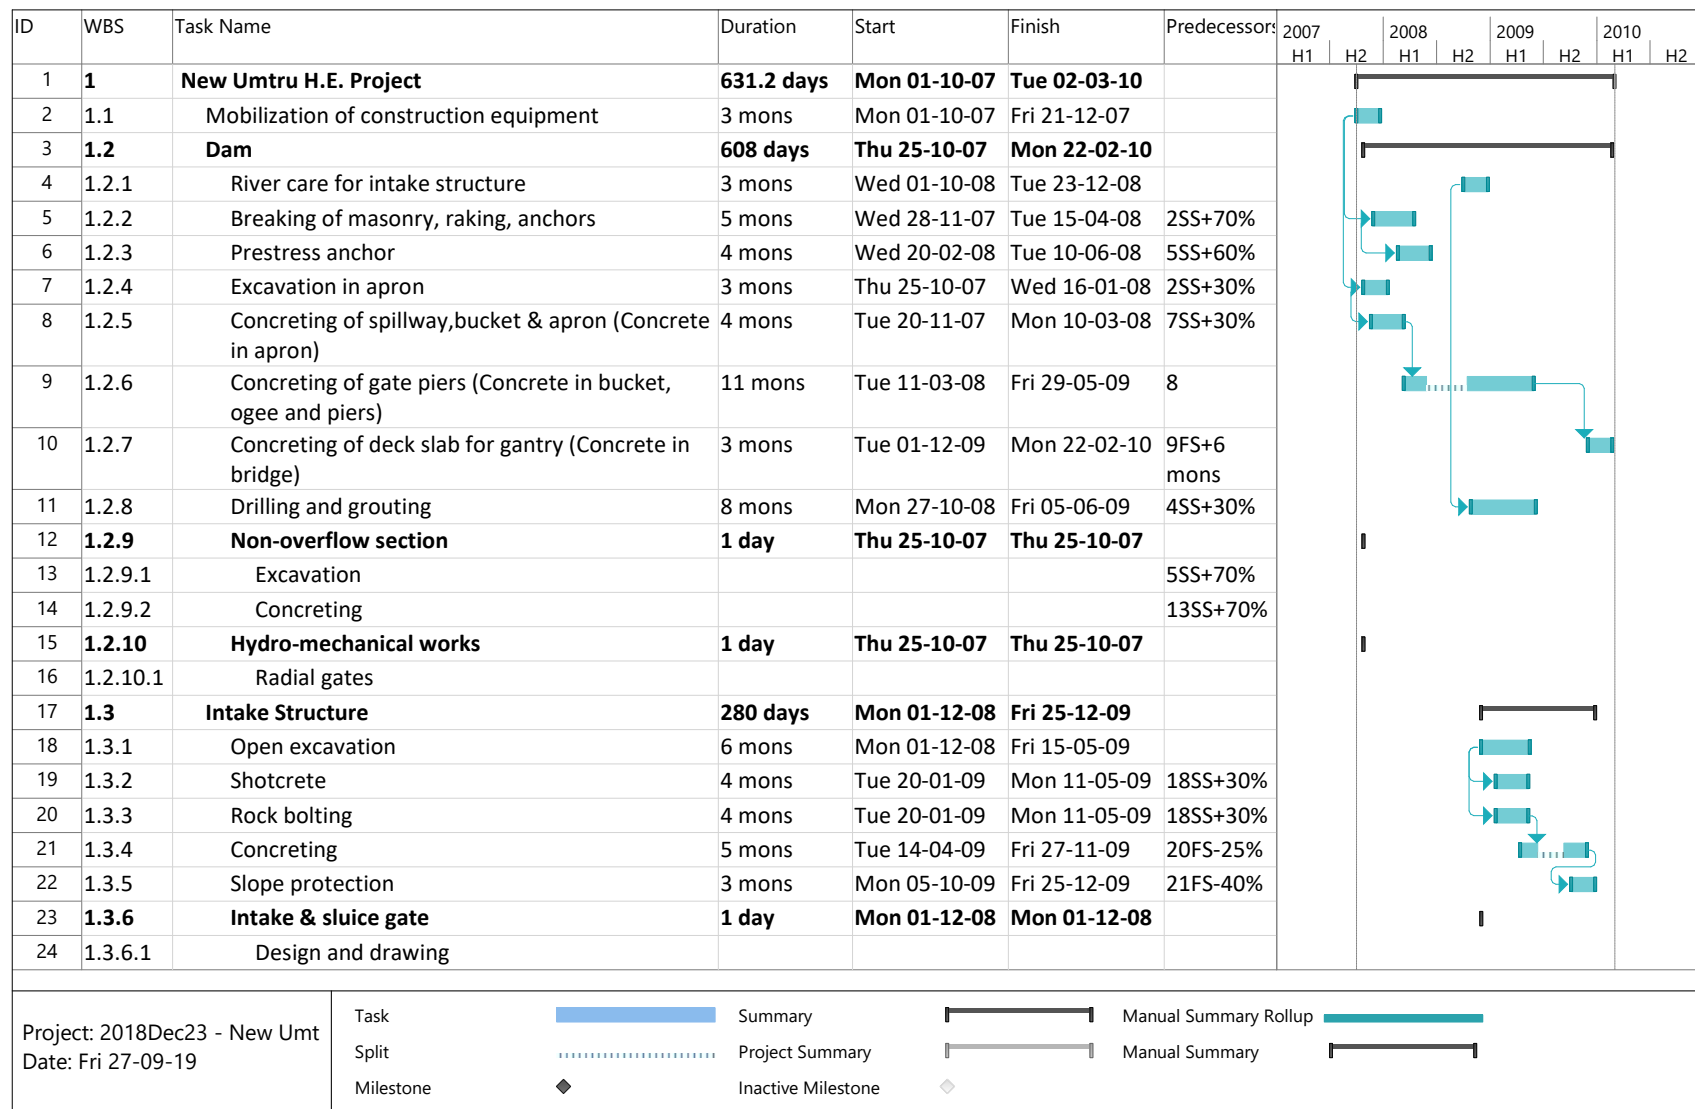 ID WBS Task Name Duration Start Finish Predecessors 2007 2008 2009 2010
H1 H2 H1 H2 H1 H2 H1 H2
1 1 New Umtru H.E. Project 631.2 days Mon 01-10-07 Tue 02-03-10
2 1.1 Mobilization of construction equipment 3 mons Mon 01-10-07 Fri 21-12-07
3 1.2 Dam 608 days Thu 25-10-07 Mon 22-02-10
4 1.2.1 River care for intake structure 3 mons Wed 01-10-08 Tue 23-12-08
5 1.2.2 Breaking of masonry, raking, anchors 5 mons Wed 28-11-07 Tue 15-04-08 2SS+70%
6 1.2.3 Prestress anchor 4 mons Wed 20-02-08 Tue 10-06-08 5SS+60%
7 1.2.4 Excavation in apron 3 mons Thu 25-10-07 Wed 16-01-08 2SS+30%
8 1.2.5 Concreting of spillway,bucket & apron (Concrete 4 mons Tue 20-11-07 Mon 10-03-08 7SS+30%
in apron)
9 1.2.6 Concreting of gate piers (Concrete in bucket, 11 mons Tue 11-03-08 Fri 29-05-09 8
ogee and piers)
10 1.2.7 Concreting of deck slab for gantry (Concrete in 3 mons Tue 01-12-09 Mon 22-02-10 9FS+6
bridge) mons
11 1.2.8 Drilling and grouting 8 mons Mon 27-10-08 Fri 05-06-09 4SS+30%
12 1.2.9 Non-overflow section 1 day Thu 25-10-07 Thu 25-10-07
13 1.2.9.1 Excavation 5SS+70%
14 1.2.9.2 Concreting 13SS+70%
15 1.2.10 Hydro-mechanical works 1 day Thu 25-10-07 Thu 25-10-07
16 1.2.10.1 Radial gates
17 1.3 Intake Structure 280 days Mon 01-12-08 Fri 25-12-09
18 1.3.1 Open excavation 6 mons Mon 01-12-08 Fri 15-05-09
19 1.3.2 Shotcrete 4 mons Tue 20-01-09 Mon 11-05-09 18SS+30%
20 1.3.3 Rock bolting 4 mons Tue 20-01-09 Mon 11-05-09 18SS+30%
21 1.3.4 Concreting 5 mons Tue 14-04-09 Fri 27-11-09 20FS-25%
22 1.3.5 Slope protection 3 mons Mon 05-10-09 Fri 25-12-09 21FS-40%
23 1.3.6 Intake & sluice gate 1 day Mon 01-12-08 Mon 01-12-08
24 1.3.6.1 Design and drawing
Project: 2018Dec23 - New Umt
Date: Fri 27-09-19
Task Summary Manual Summary Rollup
Split Project Summary Manual Summary
Milestone Inactive Milestone